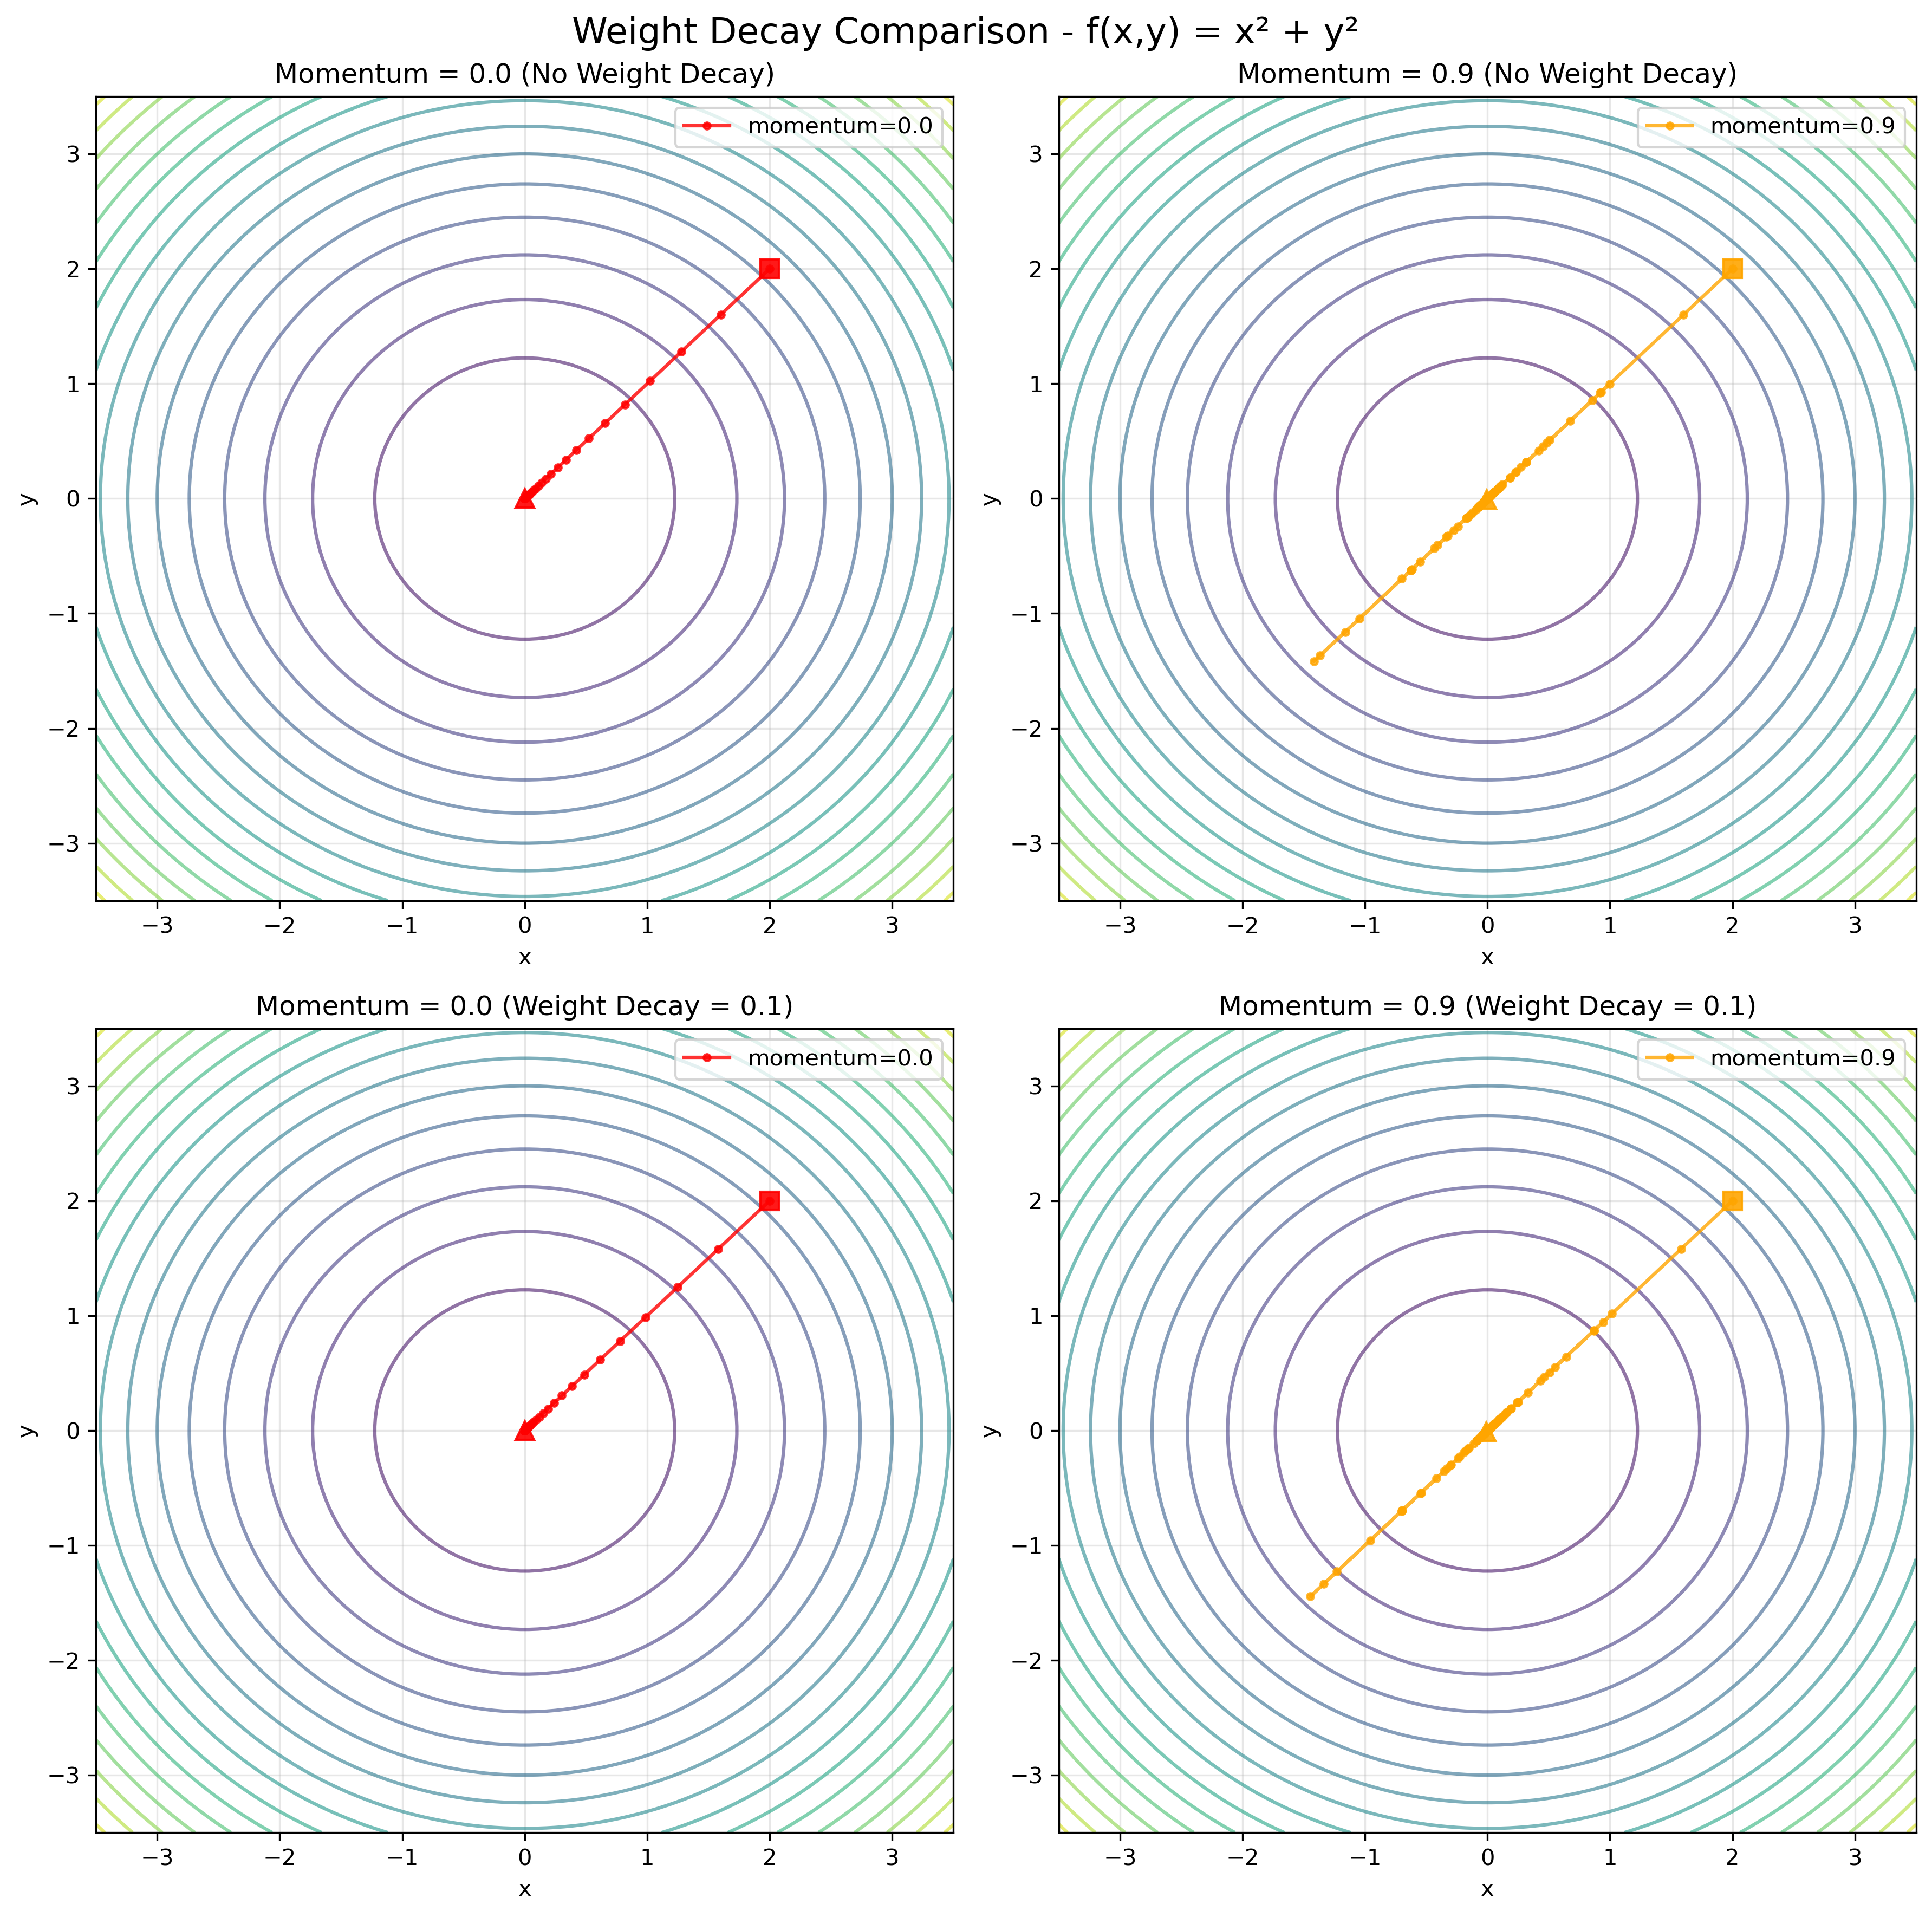 Weight Decay Comparison - f(x,y) = x² + y²
Momentum = 0.0 (No Weight Decay)
momentum=0.0
3
2
1
0
−1
−2
−3
y
−3 −2 −1 0 1 2 3
x
Momentum = 0.9 (No Weight Decay)
momentum=0.9
3
2
1
0
−1
−2
−3
y
−3 −2 −1 0 1 2 3
x
Momentum = 0.0 (Weight Decay = 0.1)
momentum=0.0
3
2
1
0
−1
−2
−3
y
−3 −2 −1 0 1 2 3
x
Momentum = 0.9 (Weight Decay = 0.1)
momentum=0.9
3
2
1
0
−1
−2
−3
y
−3 −2 −1 0 1 2 3
x